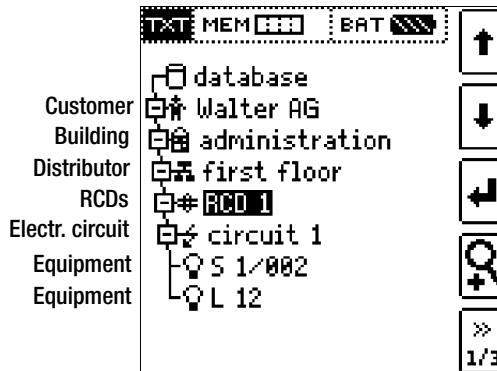 TXT MEM BAT
database
Customer Walter AG
Building administration
Distributor first floor
RCDs RCD 1
Electr. circuit circuit 1
Equipment S 1/002
Equipment L 12
>>
1/3